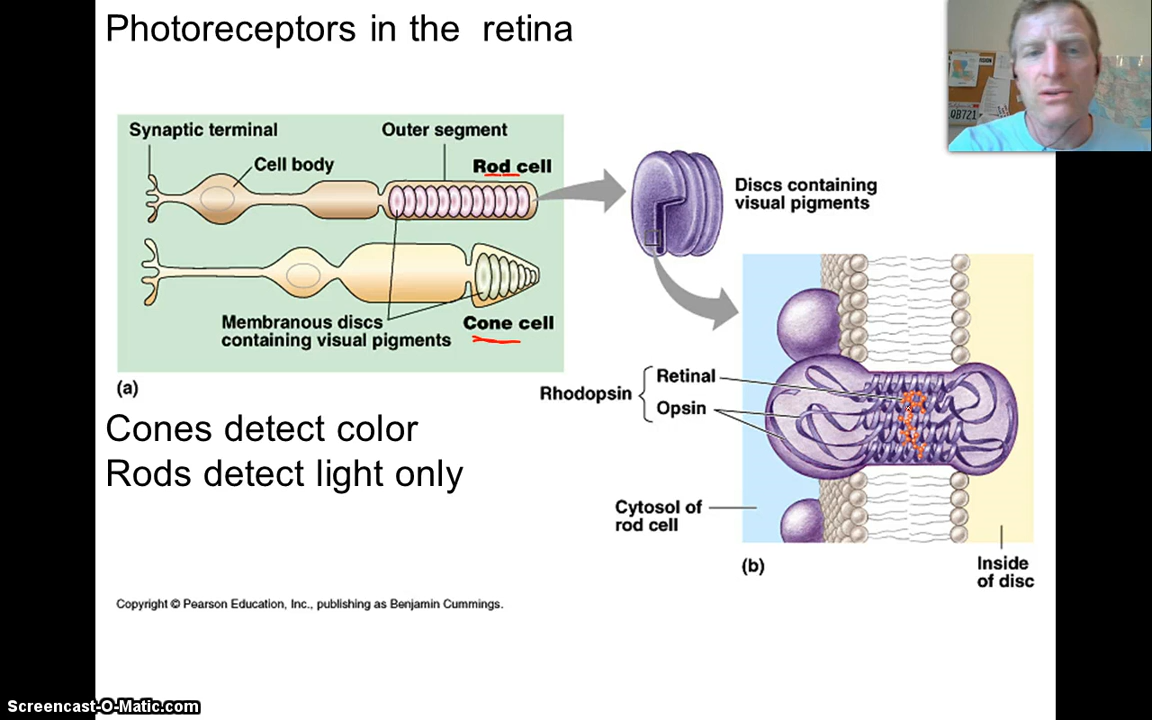 Photoreceptors in the retina
Synaptic terminal
Outer segment
Cell body
Rod cell
Membranous discs
containing visual pigments
Cone cell
(a)
Discs containing
visual pigments
Rhodopsin
Retinal
Opsin
Cytosol of
rod cell
(b)
Inside
of disc
Cones detect color
Rods detect light only
Copyright © Pearson Education, Inc., publishing as Benjamin Cummings.
Screencast-O-Matic.com